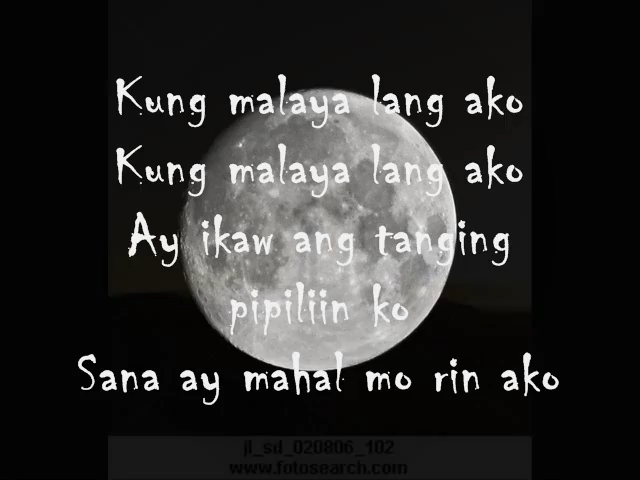 Kung malaya lang ako
Kung malaya lang ako
Ay ikaw ang tanging
pipiliin ko
Sana ay mahal mo rin ako
jl_sd_020806_102
www.fotosearch.com